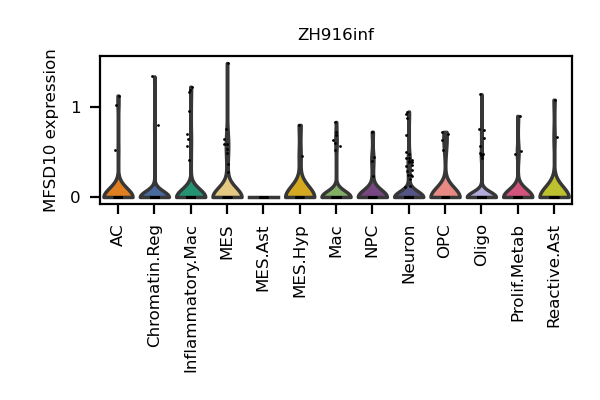 ZH916inf
MFSD10 expression
1
0
AC
Chromatin.Reg
Inflammatory.Mac
MES
MES.Ast
MES.Hyp
Mac
NPC
Neuron
OPC
Oligo
Prolif.Metab
Reactive.Ast